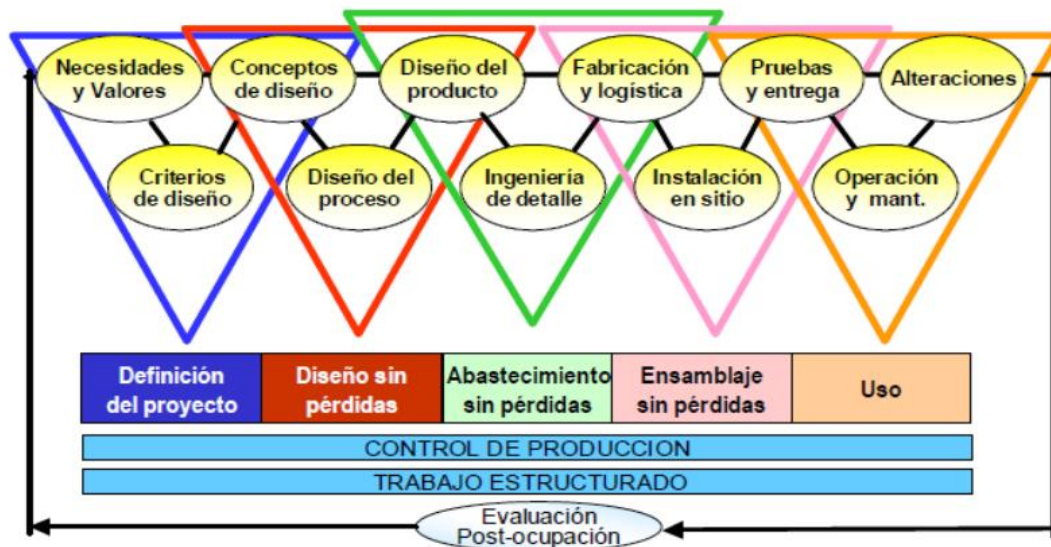 Necesidades
y Valores
Conceptos
de diseño
Diseño del
producto
Fabricación
y logística
Pruebas
y entrega
Alteraciones
Criterios
de diseño
Diseño del
proceso
Ingeniería
de detalle
Instalación
en sitio
Operación
y mant.
Definición
del proyecto
Diseño sin
pérdidas
Abastecimiento
sin pérdidas
Ensamblaje
sin pérdidas
Uso
CONTROL DE PRODUCCION
TRABAJO ESTRUCTURADO
Evaluación
Post-ocupación